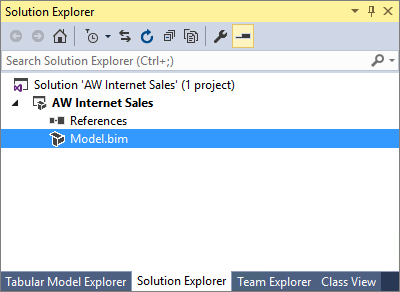 Solution Explorer
Search Solution Explorer (Ctrl+;)
Solution 'AW Internet Sales' (1 project)
AW Internet Sales
References
Model.bim
Tabular Model Explorer Solution Explorer Team Explorer Class View